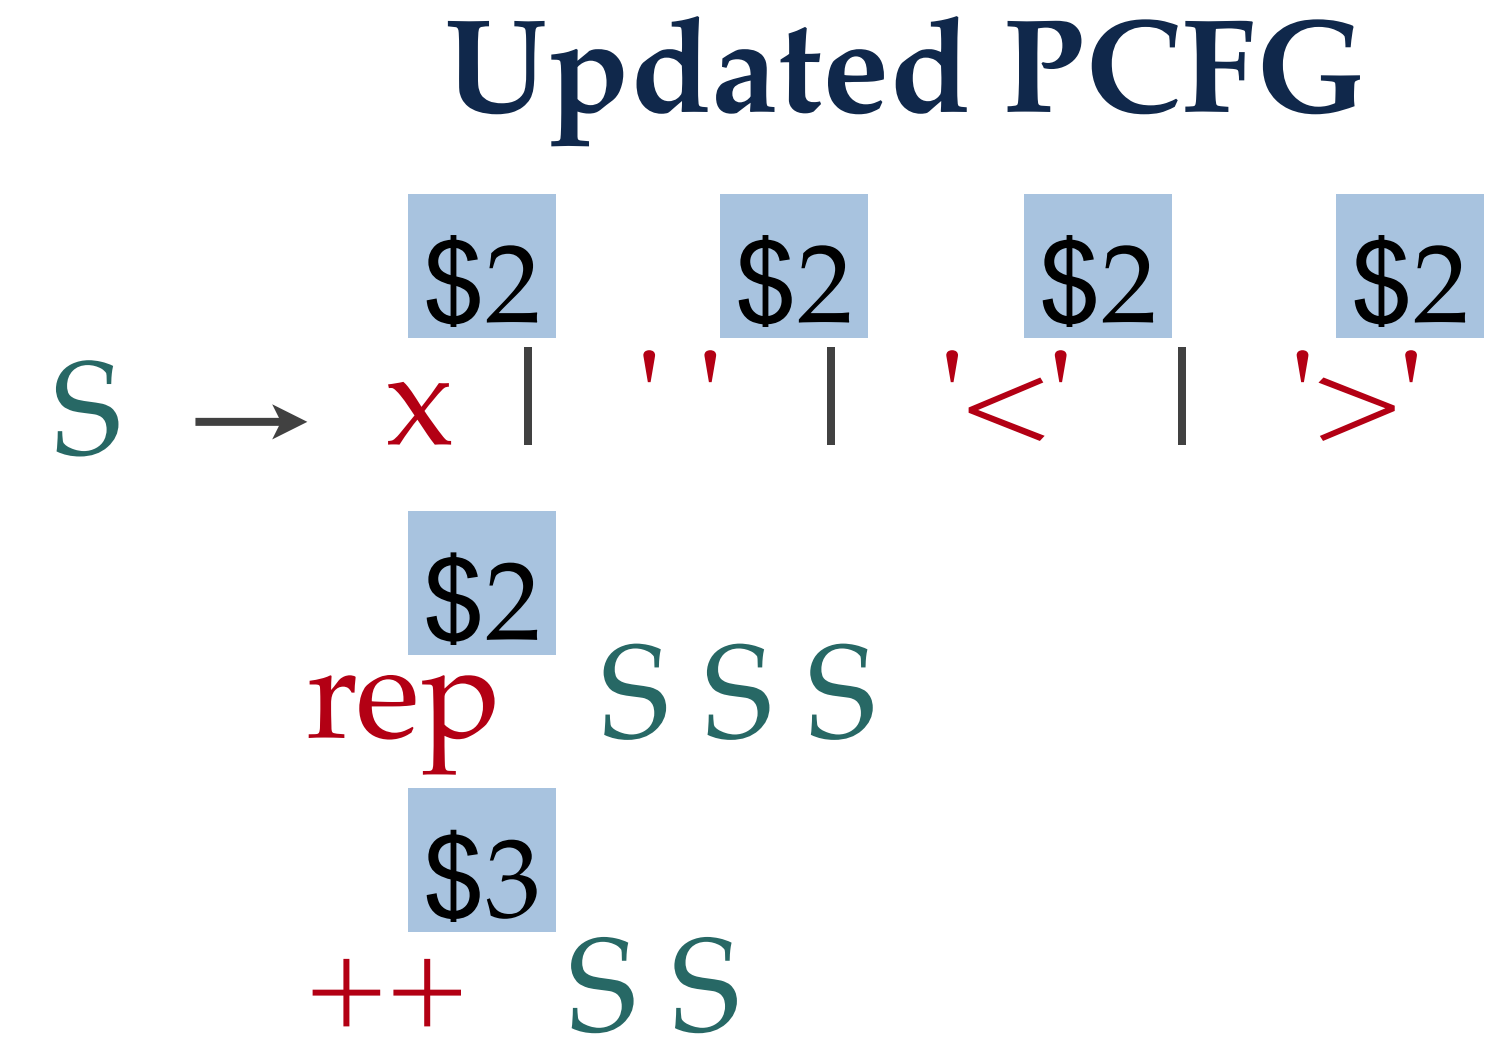 Updated PCFG
$2 $2 $2 $2
S → x | ' ' | '<' | '>'
$2
rep S S S
$3
++ S S